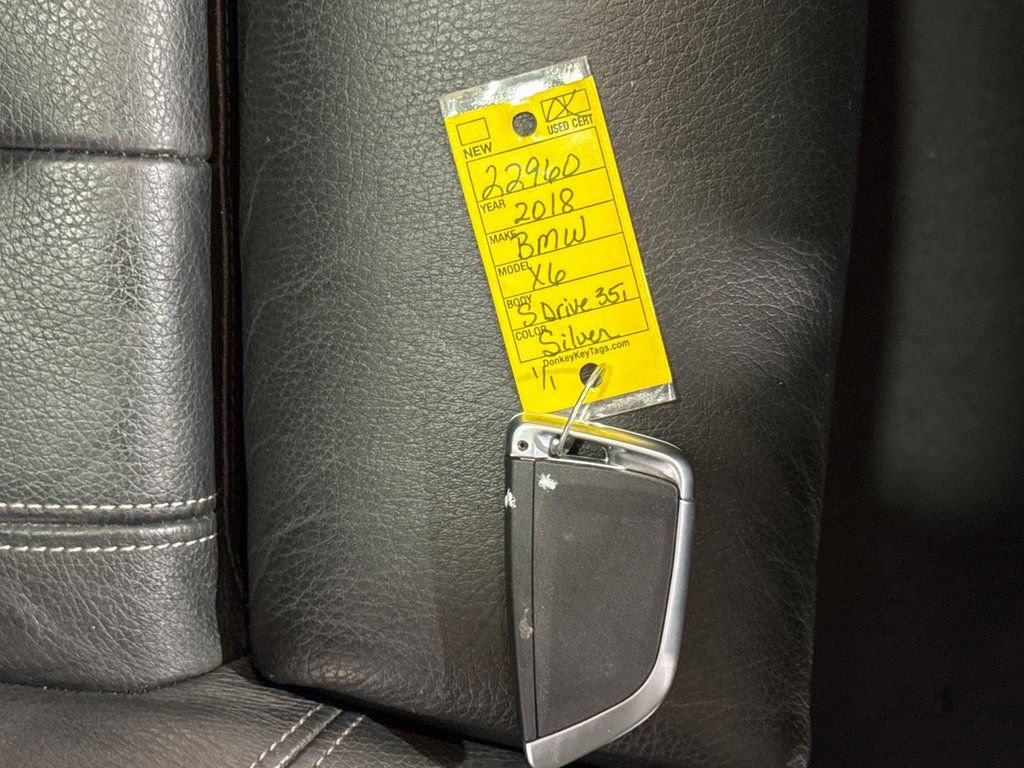 NEW
USED CERT
22960
YEAR 2018
MAKE BMW
MODEL X6
BODY S Drive 35i
COLOR Silver
DonkeyKeyTags.com
1/1